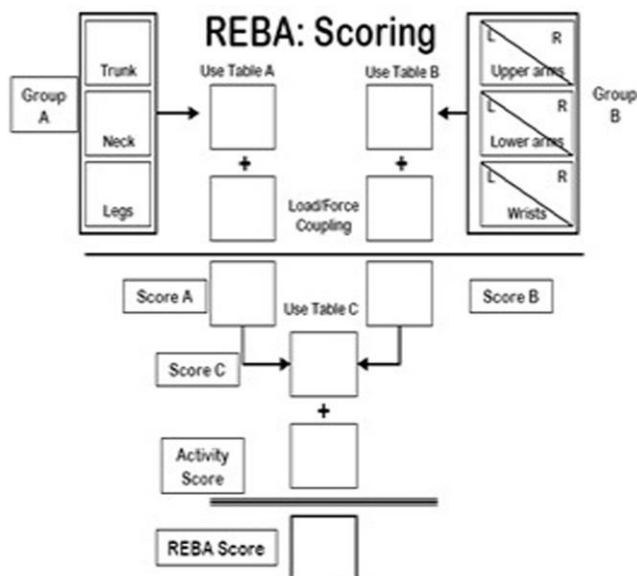 REBA: Scoring
Group
A
Trunk
Neck
Legs
Use Table A
+
Use Table B
+
Load/Force
Coupling
L R
Upper arms
L R
Lower arms
L R
Wrists
Group
B
Score A
Use Table C
Score B
Score C
+
Activity
Score
REBA Score